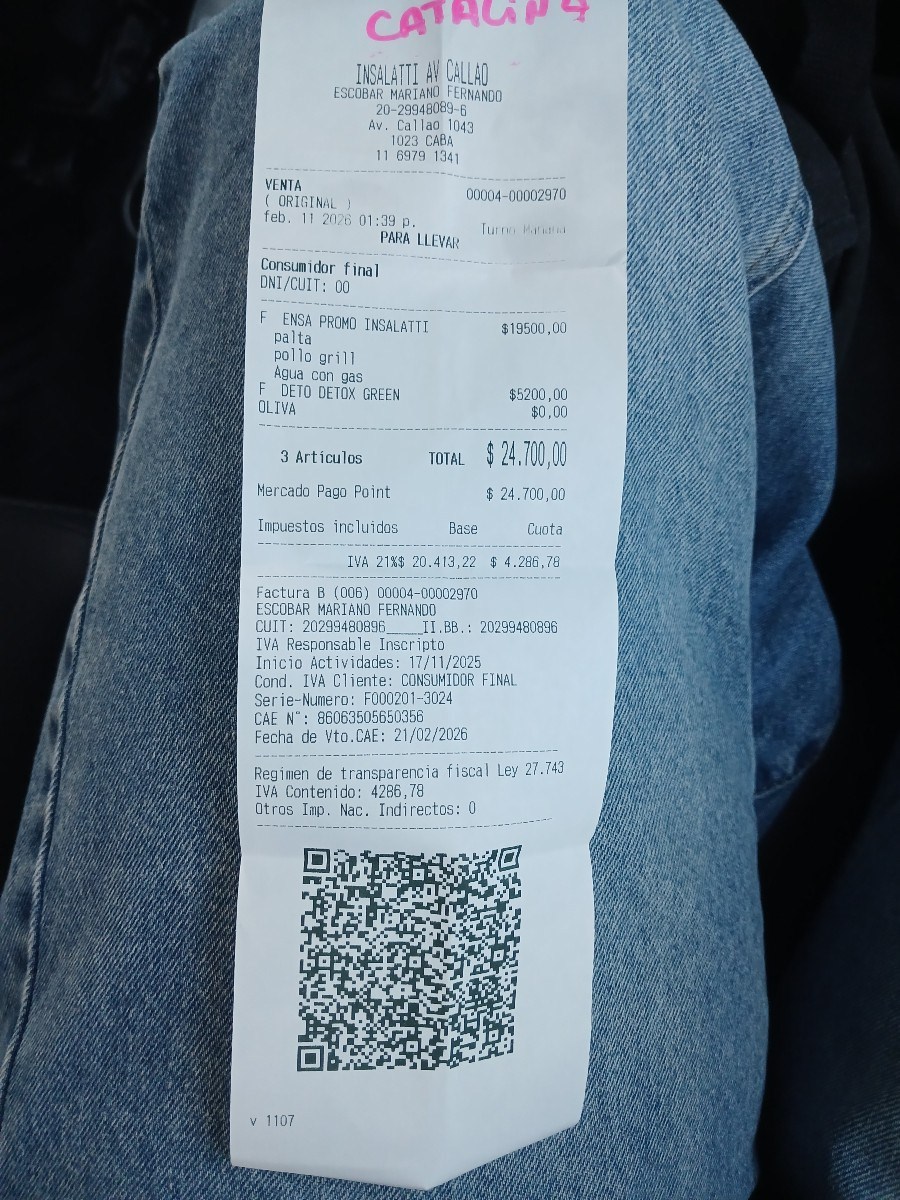 CATALINA
INSALATTI AV CALLAO
ESCOBAR MARIANO FERNANDO
20-29948089-6
Av. Callao 1043
1023 CABA
11 6979 1341
VENTA 00004-00002970
( ORIGINAL )
feb. 11 2026 01:39 p. Turno Mañana
PARA LLEVAR
Consumidor final
DNI/CUIT: 00
F ENSA PROMO INSALATTI $19500,00
palta
pollo grill
Agua con gas
F DETO DETOX GREEN $5200,00
OLIVA $0,00
3 Artículos TOTAL $ 24.700,00
Mercado Pago Point $ 24.700,00
Impuestos incluidos Base Cuota
IVA 21%$ 20.413,22 $ 4.286,78
Factura B (006) 00004-00002970
ESCOBAR MARIANO FERNANDO
CUIT: 20299480896____II.BB.: 20299480896
IVA Responsable Inscripto
Inicio Actividades: 17/11/2025
Cond. IVA Cliente: CONSUMIDOR FINAL
Serie-Numero: F000201-3024
CAE N°: 86063505650356
Fecha de Vto.CAE: 21/02/2026
Regimen de transparencia fiscal Ley 27.743
IVA Contenido: 4286,78
Otros Imp. Nac. Indirectos: 0
v 1107